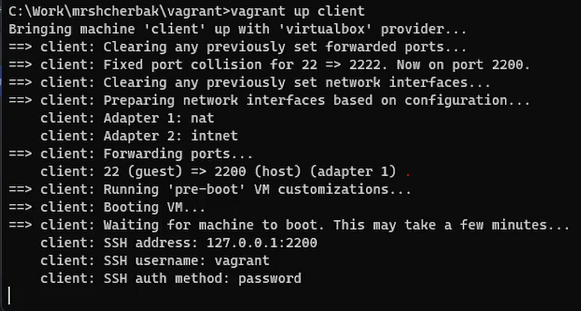 C:\Work\mrshcherbak\vagrant>vagrant up client
Bringing machine 'client' up with 'virtualbox' provider...
==> client: Clearing any previously set forwarded ports...
==> client: Fixed port collision for 22 => 2222. Now on port 2200.
==> client: Clearing any previously set network interfaces...
==> client: Preparing network interfaces based on configuration...
    client: Adapter 1: nat
    client: Adapter 2: intnet
==> client: Forwarding ports...
    client: 22 (guest) => 2200 (host) (adapter 1) .
==> client: Running 'pre-boot' VM customizations...
==> client: Booting VM...
==> client: Waiting for machine to boot. This may take a few minutes...
    client: SSH address: 127.0.0.1:2200
    client: SSH username: vagrant
    client: SSH auth method: password